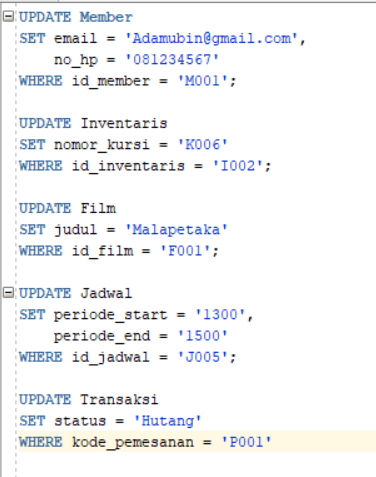 UPDATE Member
SET email = 'Adamubin@gmail.com',
no_hp = '081234567'
WHERE id_member = 'M001';
UPDATE Inventaris
SET nomor_kursi = 'K006'
WHERE id_inventaris = 'I002';
UPDATE Film
SET judul = 'Malapetaka'
WHERE id_film = 'F001';
UPDATE Jadwal
SET periode_start = '1300',
periode_end = '1500'
WHERE id_jadwal = 'J005';
UPDATE Transaksi
SET status = 'Hutang'
WHERE kode_pemesanan = 'P001'